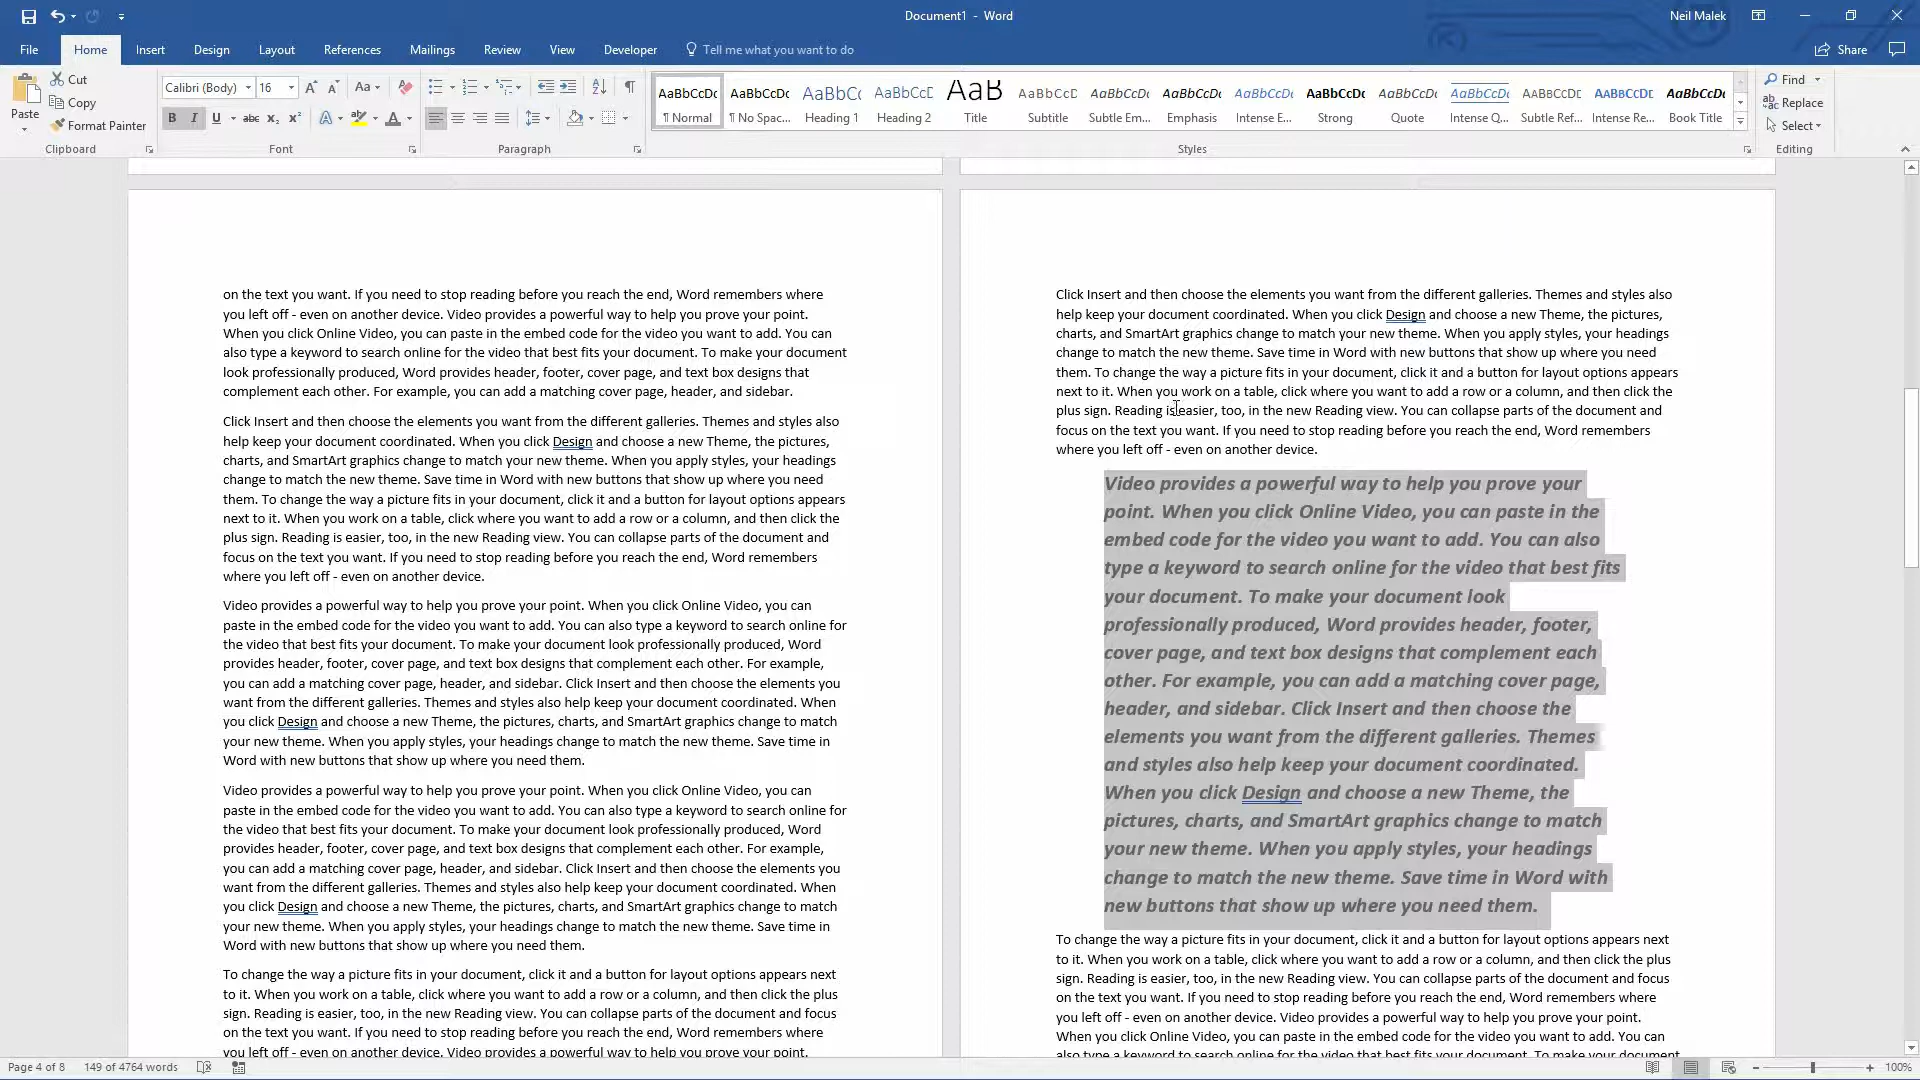 Document1 - Word
Neil Malek
File
Home
Insert
Design
Layout
References
Mailings
Review
View
Developer
Tell me what you want to do
Share
Paste
Cut
Copy
Format Painter
Clipboard
Calibri (Body)
16
Font
Paragraph
AaBbCcDc
¶ Normal
AaBbCcDc
¶ No Spac...
AaBbCc
Heading 1
AaBbCcD
Heading 2
AaB
Title
AaBbCcD
Subtitle
AaBbCcDc
Subtle Em...
AaBbCcDc
Emphasis
AaBbCcDc
Intense E...
AaBbCcDc
Strong
AaBbCcDc
Quote
AaBbCcDc
Intense Q...
AABBCCDC
Subtle Ref...
AABBCCDC
Intense Re...
AaBbCcDc
Book Title
Styles
Find
Replace
Select
Editing
on the text you want. If you need to stop reading before you reach the end, Word remembers where
you left off - even on another device. Video provides a powerful way to help you prove your point.
When you click Online Video, you can paste in the embed code for the video you want to add. You can
also type a keyword to search online for the video that best fits your document. To make your document
look professionally produced, Word provides header, footer, cover page, and text box designs that
complement each other. For example, you can add a matching cover page, header, and sidebar.
Click Insert and then choose the elements you want from the different galleries. Themes and styles also
help keep your document coordinated. When you click Design and choose a new Theme, the pictures,
charts, and SmartArt graphics change to match your new theme. When you apply styles, your headings
change to match the new theme. Save time in Word with new buttons that show up where you need
them. To change the way a picture fits in your document, click it and a button for layout options appears
next to it. When you work on a table, click where you want to add a row or a column, and then click the
plus sign. Reading is easier, too, in the new Reading view. You can collapse parts of the document and
focus on the text you want. If you need to stop reading before you reach the end, Word remembers
where you left off - even on another device.
Video provides a powerful way to help you prove your point. When you click Online Video, you can
paste in the embed code for the video you want to add. You can also type a keyword to search online for
the video that best fits your document. To make your document look professionally produced, Word
provides header, footer, cover page, and text box designs that complement each other. For example,
you can add a matching cover page, header, and sidebar. Click Insert and then choose the elements you
want from the different galleries. Themes and styles also help keep your document coordinated. When
you click Design and choose a new Theme, the pictures, charts, and SmartArt graphics change to match
your new theme. When you apply styles, your headings change to match the new theme. Save time in
Word with new buttons that show up where you need them.
Video provides a powerful way to help you prove your point. When you click Online Video, you can
paste in the embed code for the video you want to add. You can also type a keyword to search online for
the video that best fits your document. To make your document look professionally produced, Word
provides header, footer, cover page, and text box designs that complement each other. For example,
you can add a matching cover page, header, and sidebar. Click Insert and then choose the elements you
want from the different galleries. Themes and styles also help keep your document coordinated. When
you click Design and choose a new Theme, the pictures, charts, and SmartArt graphics change to match
your new theme. When you apply styles, your headings change to match the new theme. Save time in
Word with new buttons that show up where you need them.
To change the way a picture fits in your document, click it and a button for layout options appears next
to it. When you work on a table, click where you want to add a row or a column, and then click the plus
sign. Reading is easier, too, in the new Reading view. You can collapse parts of the document and focus
on the text you want. If you need to stop reading before you reach the end, Word remembers where
you left off - even on another device. Video provides a powerful way to help you prove your point.
Click Insert and then choose the elements you want from the different galleries. Themes and styles also
help keep your document coordinated. When you click Design and choose a new Theme, the pictures,
charts, and SmartArt graphics change to match your new theme. When you apply styles, your headings
change to match the new theme. Save time in Word with new buttons that show up where you need
them. To change the way a picture fits in your document, click it and a button for layout options appears
next to it. When you work on a table, click where you want to add a row or a column, and then click the
plus sign. Reading is easier, too, in the new Reading view. You can collapse parts of the document and
focus on the text you want. If you need to stop reading before you reach the end, Word remembers
where you left off - even on another device.
Video provides a powerful way to help you prove your
point. When you click Online Video, you can paste in the
embed code for the video you want to add. You can also
type a keyword to search online for the video that best fits
your document. To make your document look
professionally produced, Word provides header, footer,
cover page, and text box designs that complement each
other. For example, you can add a matching cover page,
header, and sidebar. Click Insert and then choose the
elements you want from the different galleries. Themes
and styles also help keep your document coordinated.
When you click Design and choose a new Theme, the
pictures, charts, and SmartArt graphics change to match
your new theme. When you apply styles, your headings
change to match the new theme. Save time in Word with
new buttons that show up where you need them.
To change the way a picture fits in your document, click it and a button for layout options appears next
to it. When you work on a table, click where you want to add a row or a column, and then click the plus
sign. Reading is easier, too, in the new Reading view. You can collapse parts of the document and focus
on the text you want. If you need to stop reading before you reach the end, Word remembers where
you left off - even on another device. Video provides a powerful way to help you prove your point.
When you click Online Video, you can paste in the embed code for the video you want to add. You can
also type a keyword to search online for the video that best fits your document. To make your document
Page 4 of 8
149 of 4764 words
100%